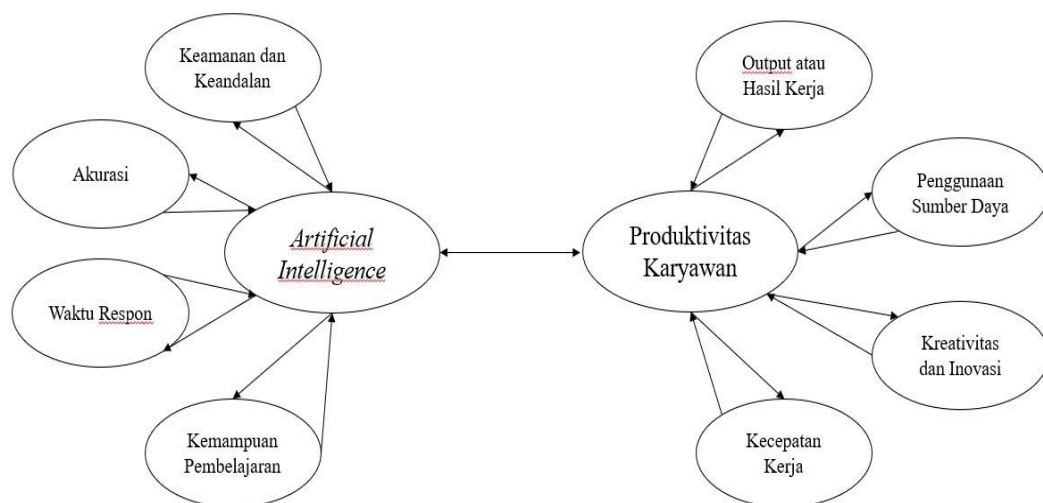 Keamanan dan
Keandalan
Akurasi
Artificial
Intelligence
Waktu Respon
Kemampuan
Pembelajaran
Output atau
Hasil Kerja
Penggunaan
Sumber Daya
Produktivitas
Karyawan
Kreativitas
dan Inovasi
Kecepatan
Kerja